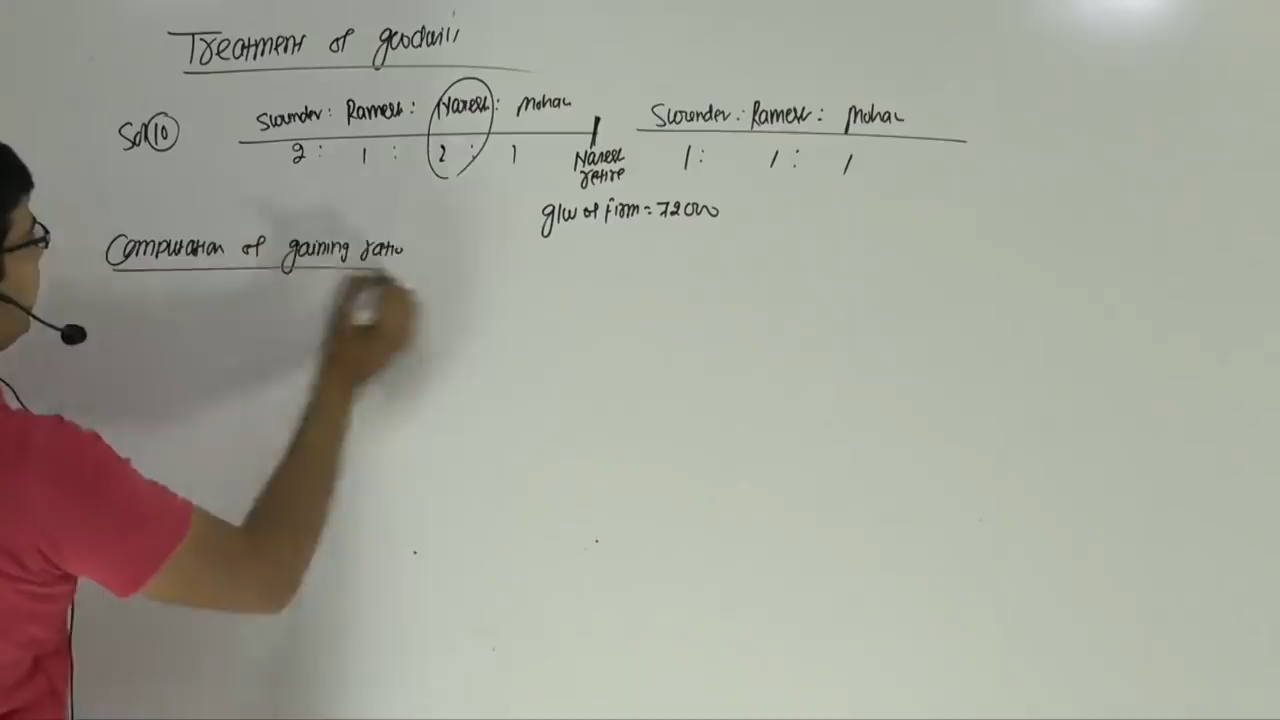 Treatment of goodwill
Sol 10 Surender : Ramesh : Naresh : Mohan Surender : Ramesh : Mohan
2 : 1 : 2 : 1 Naresh retire 1 : 1 : 1
g/w of firm = 72000
Computation of gaining ratio